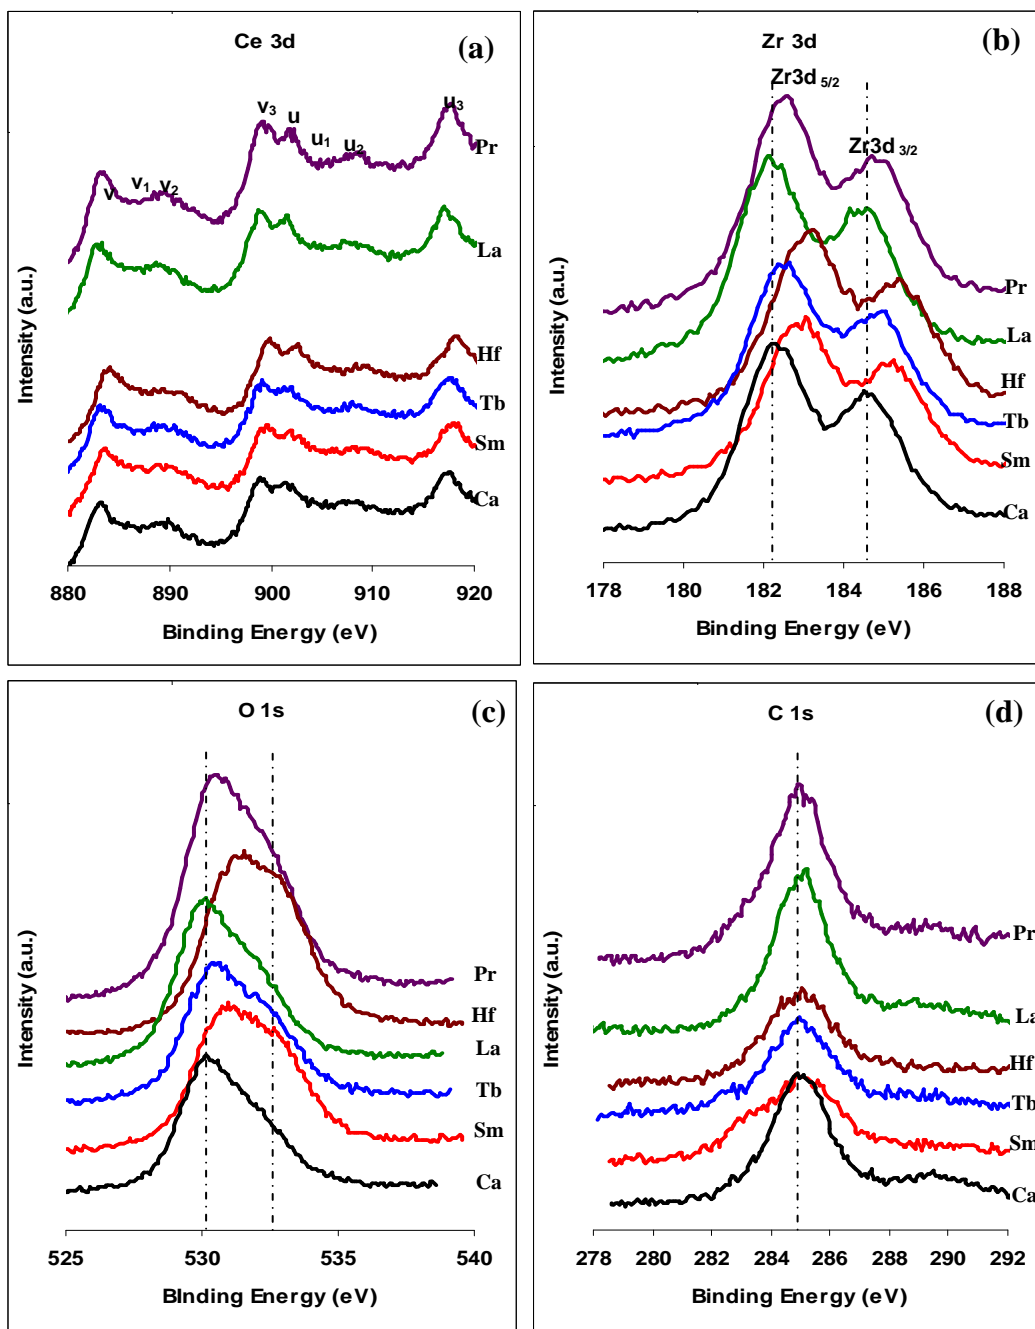 Ce 3d
(a)
v3
u
u1
u2
u3
v
v1
v2
Pr
La
Hf
Tb
Sm
Ca
Intensity (a.u.)
880 890 900 910 920
Binding Energy (eV)
Zr 3d
(b)
Zr3d 5/2
Zr3d 3/2
Pr
La
Hf
Tb
Sm
Ca
Intensity (a.u.)
178 180 182 184 186 188
Binding Energy (eV)
O 1s
(c)
Pr
Hf
La
Tb
Sm
Ca
Intensity (a.u.)
525 530 535 540
BInding Energy (eV)
C 1s
(d)
Pr
La
Hf
Tb
Sm
Ca
Intensity (a.u.)
278 280 282 284 286 288 290 292
Binding Energy (eV)